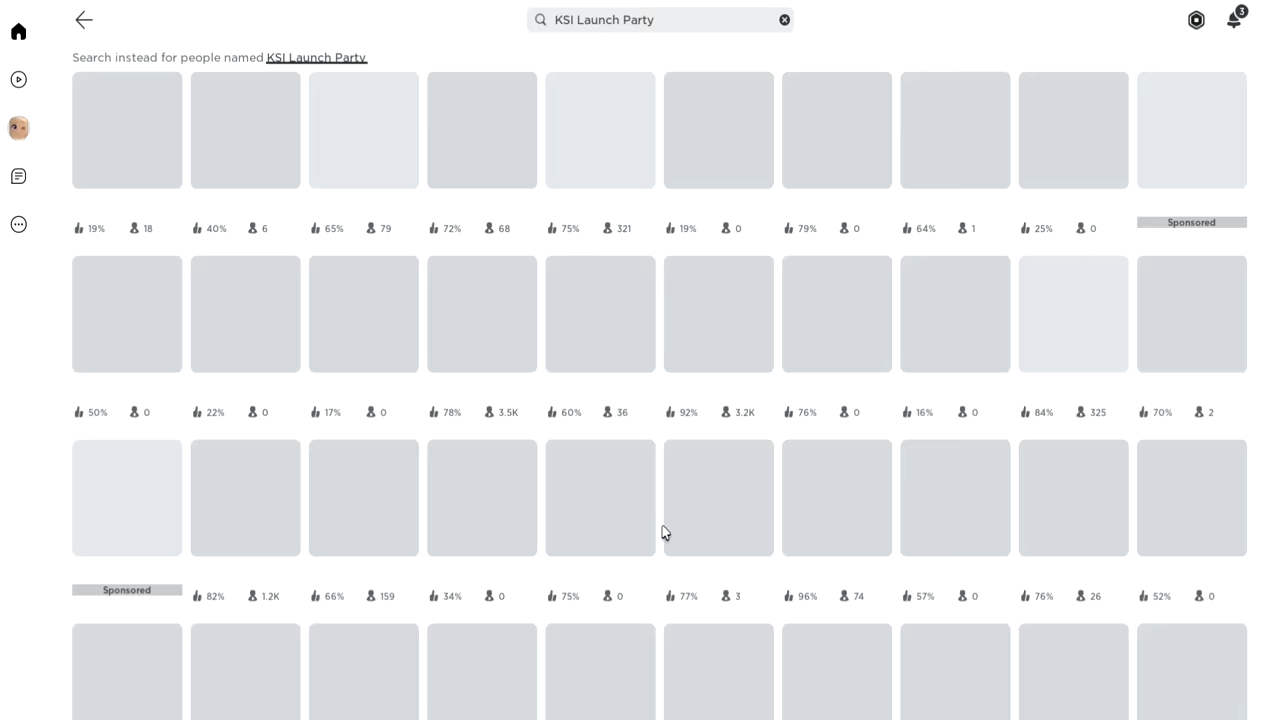 KSI Launch Party
3
Search instead for people named KSI Launch Party
19% 18 40% 6 65% 79 72% 68 75% 321 19% 0 79% 0 64% 1 25% 0 Sponsored
50% 0 22% 0 17% 0 78% 3.5K 60% 36 92% 3.2K 76% 0 16% 0 84% 325 70% 2
Sponsored 82% 1.2K 66% 159 34% 0 75% 0 77% 3 96% 74 57% 0 76% 26 52% 0